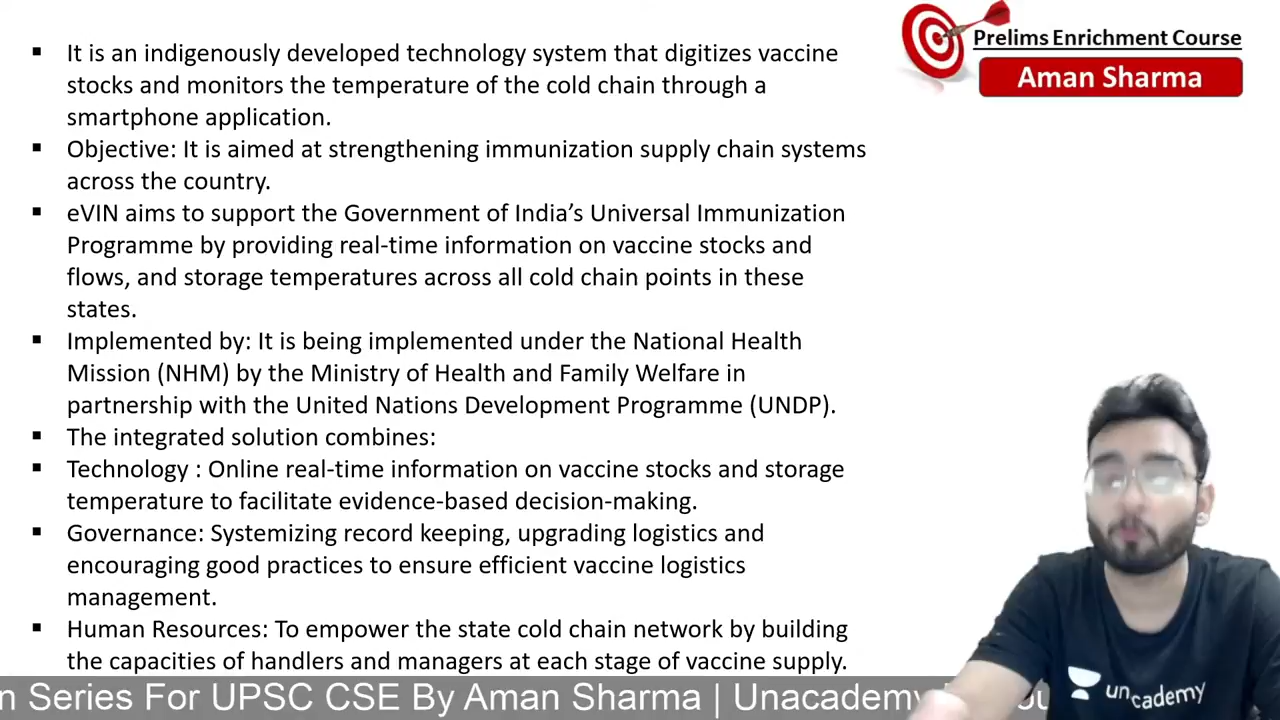 Prelims Enrichment Course
Aman Sharma
▪ It is an indigenously developed technology system that digitizes vaccine
stocks and monitors the temperature of the cold chain through a
smartphone application.
▪ Objective: It is aimed at strengthening immunization supply chain systems
across the country.
▪ eVIN aims to support the Government of India’s Universal Immunization
Programme by providing real-time information on vaccine stocks and
flows, and storage temperatures across all cold chain points in these
states.
▪ Implemented by: It is being implemented under the National Health
Mission (NHM) by the Ministry of Health and Family Welfare in
partnership with the United Nations Development Programme (UNDP).
▪ The integrated solution combines:
▪ Technology : Online real-time information on vaccine stocks and storage
temperature to facilitate evidence-based decision-making.
▪ Governance: Systemizing record keeping, upgrading logistics and
encouraging good practices to ensure efficient vaccine logistics
management.
▪ Human Resources: To empower the state cold chain network by building
the capacities of handlers and managers at each stage of vaccine supply.
n Series For UPSC CSE By Aman Sharma | Unacademy
unacademy